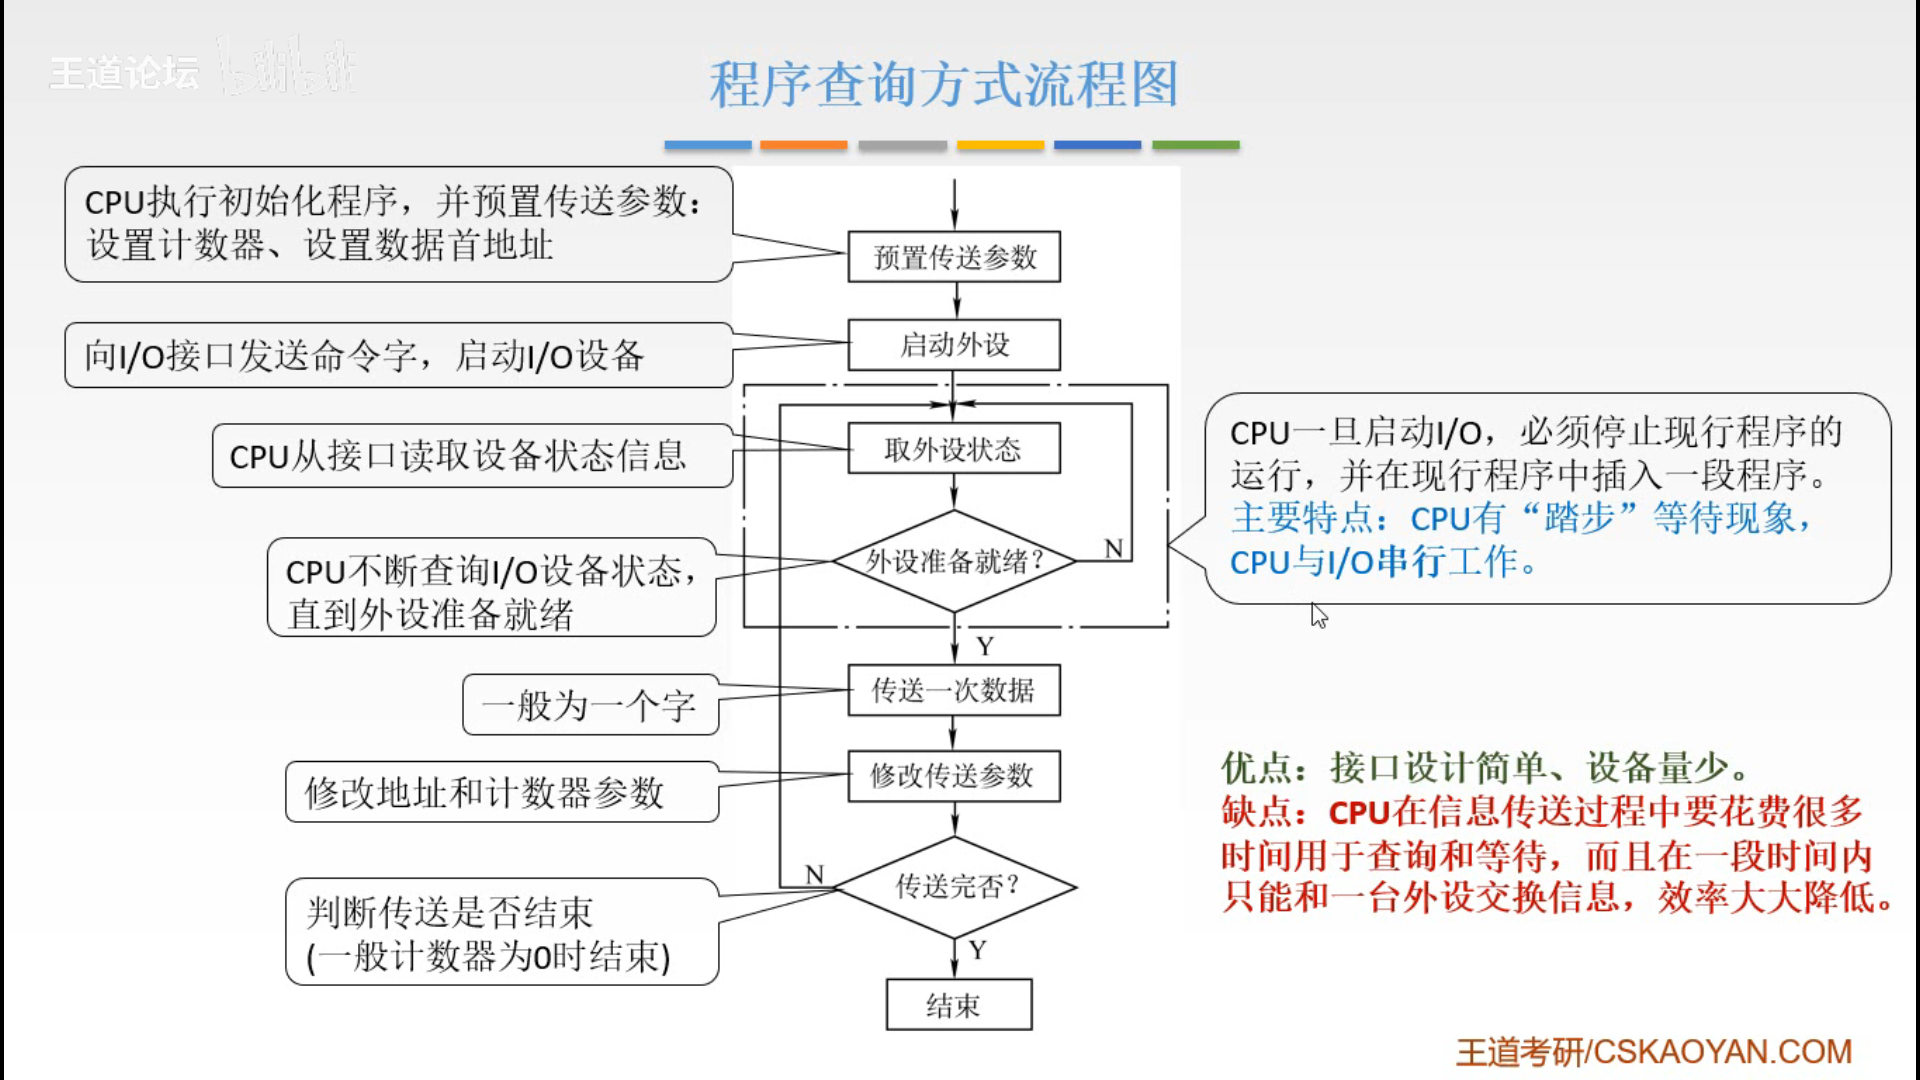 王道论坛 bilibili
程序查询方式流程图
CPU执行初始化程序，并预置传送参数：
设置计数器、设置数据首地址
预置传送参数
向I/O接口发送命令字，启动I/O设备
启动外设
CPU从接口读取设备状态信息
取外设状态
CPU一旦启动I/O，必须停止现行程序的
运行，并在现行程序中插入一段程序。
主要特点：CPU有“踏步”等待现象，
CPU与I/O串行工作。
CPU不断查询I/O设备状态，
直到外设准备就绪
外设准备就绪？
N
Y
一般为一个字
传送一次数据
修改地址和计数器参数
修改传送参数
优点：接口设计简单、设备量少。
缺点：CPU在信息传送过程中要花费很多
时间用于查询和等待，而且在一段时间内
只能和一台外设交换信息，效率大大降低。
判断传送是否结束
(一般计数器为0时结束)
N
传送完否？
Y
结束
王道考研/CSKAOYAN.COM